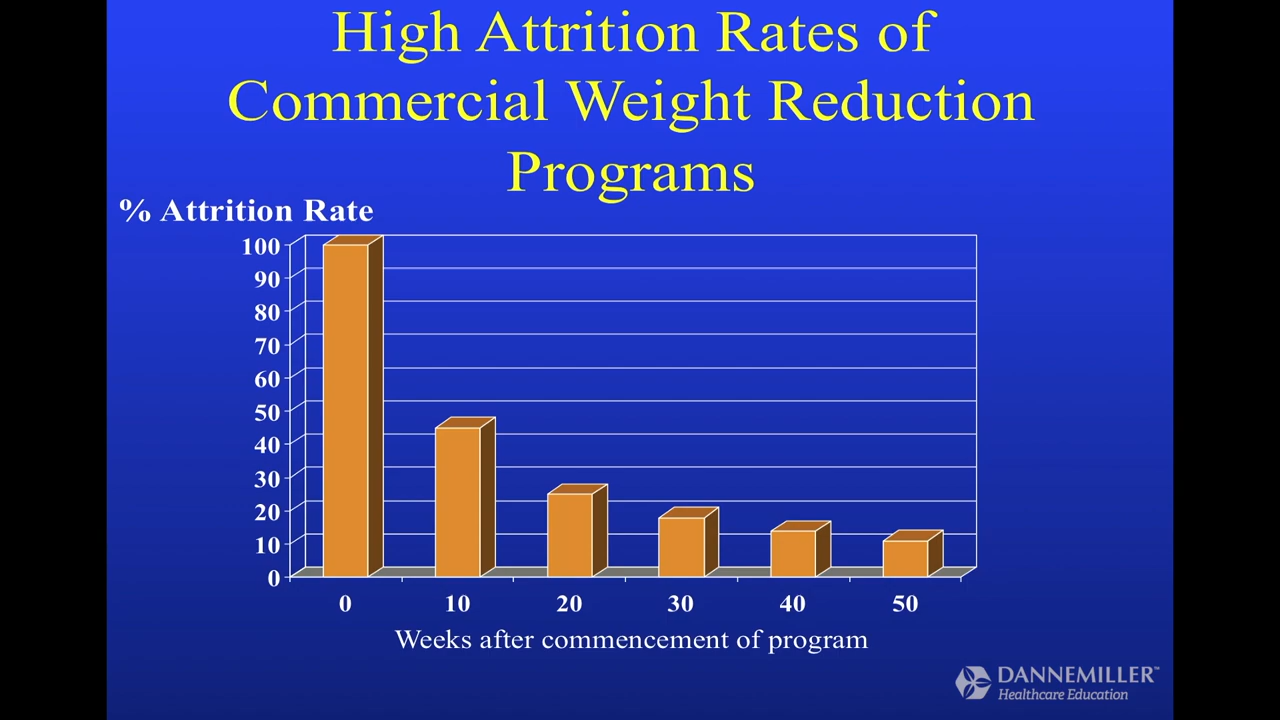 High Attrition Rates of
Commercial Weight Reduction
Programs
% Attrition Rate
100
90
80
70
60
50
40
30
20
10
0
0 10 20 30 40 50
Weeks after commencement of program
DANNEMILLER™
Healthcare Education